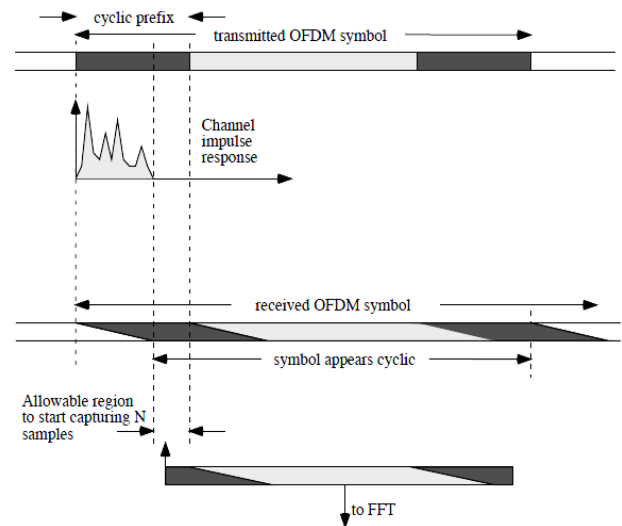 cyclic prefix
transmitted OFDM symbol
Channel
impulse
response
received OFDM symbol
symbol appears cyclic
Allowable region
to start capturing N
samples
to FFT